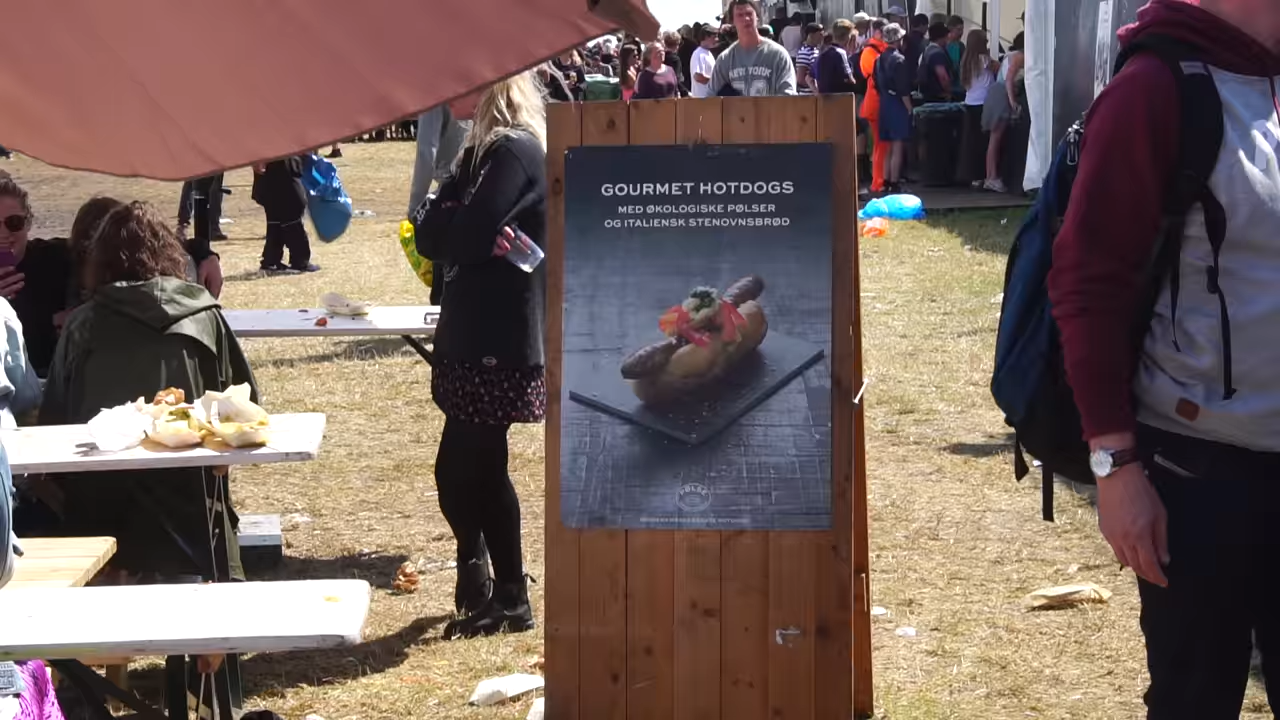 NEW YORK
GOURMET HOTDOGS
MED ØKOLOGISKE PØLSER
OG ITALIENSK STENOVNSBRØD